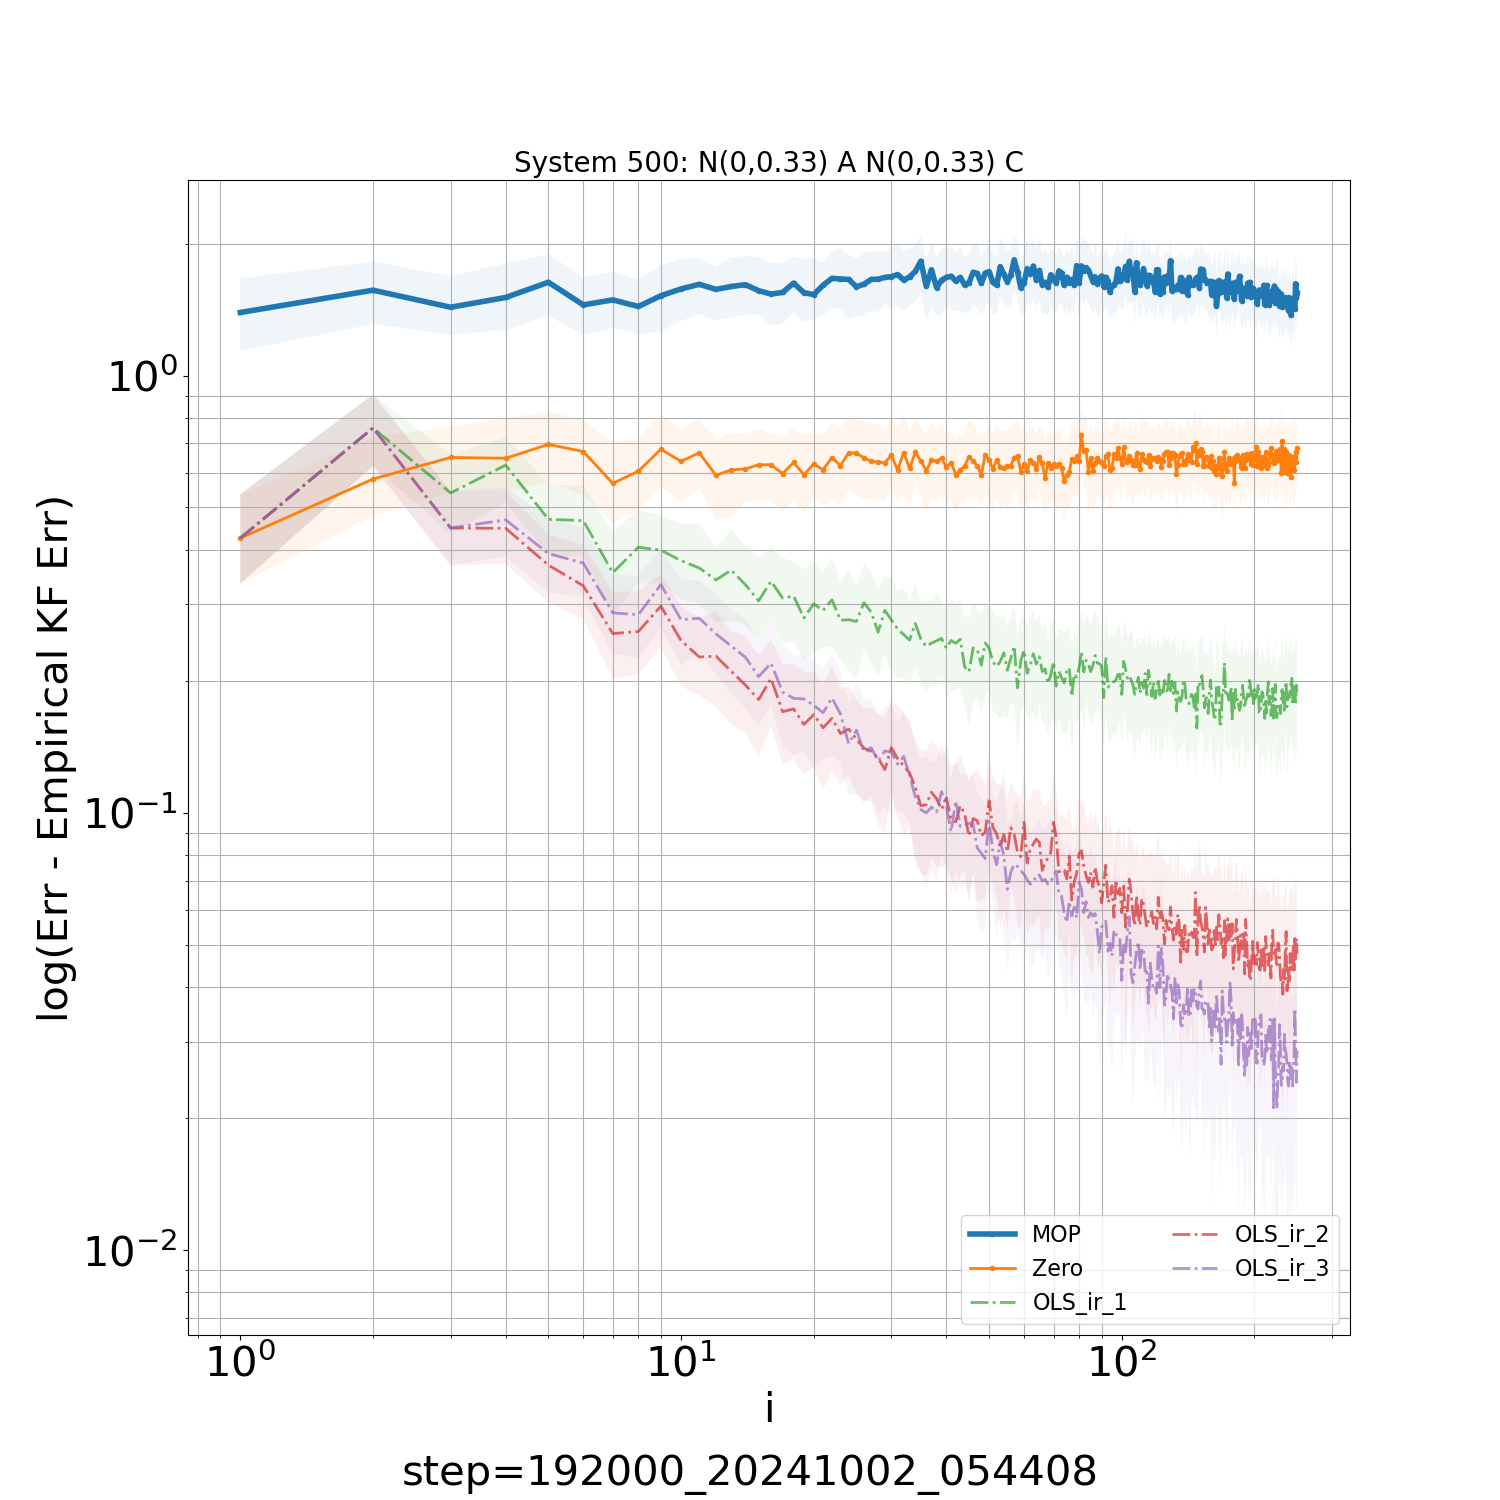 System 500: N(0,0.33) A N(0,0.33) C
log(Err - Empirical KF Err)
10⁰
10⁻¹
10⁻²
10⁰ 10¹ 10²
i
MOP
Zero
OLS_ir_1
OLS_ir_2
OLS_ir_3
step=192000_20241002_054408